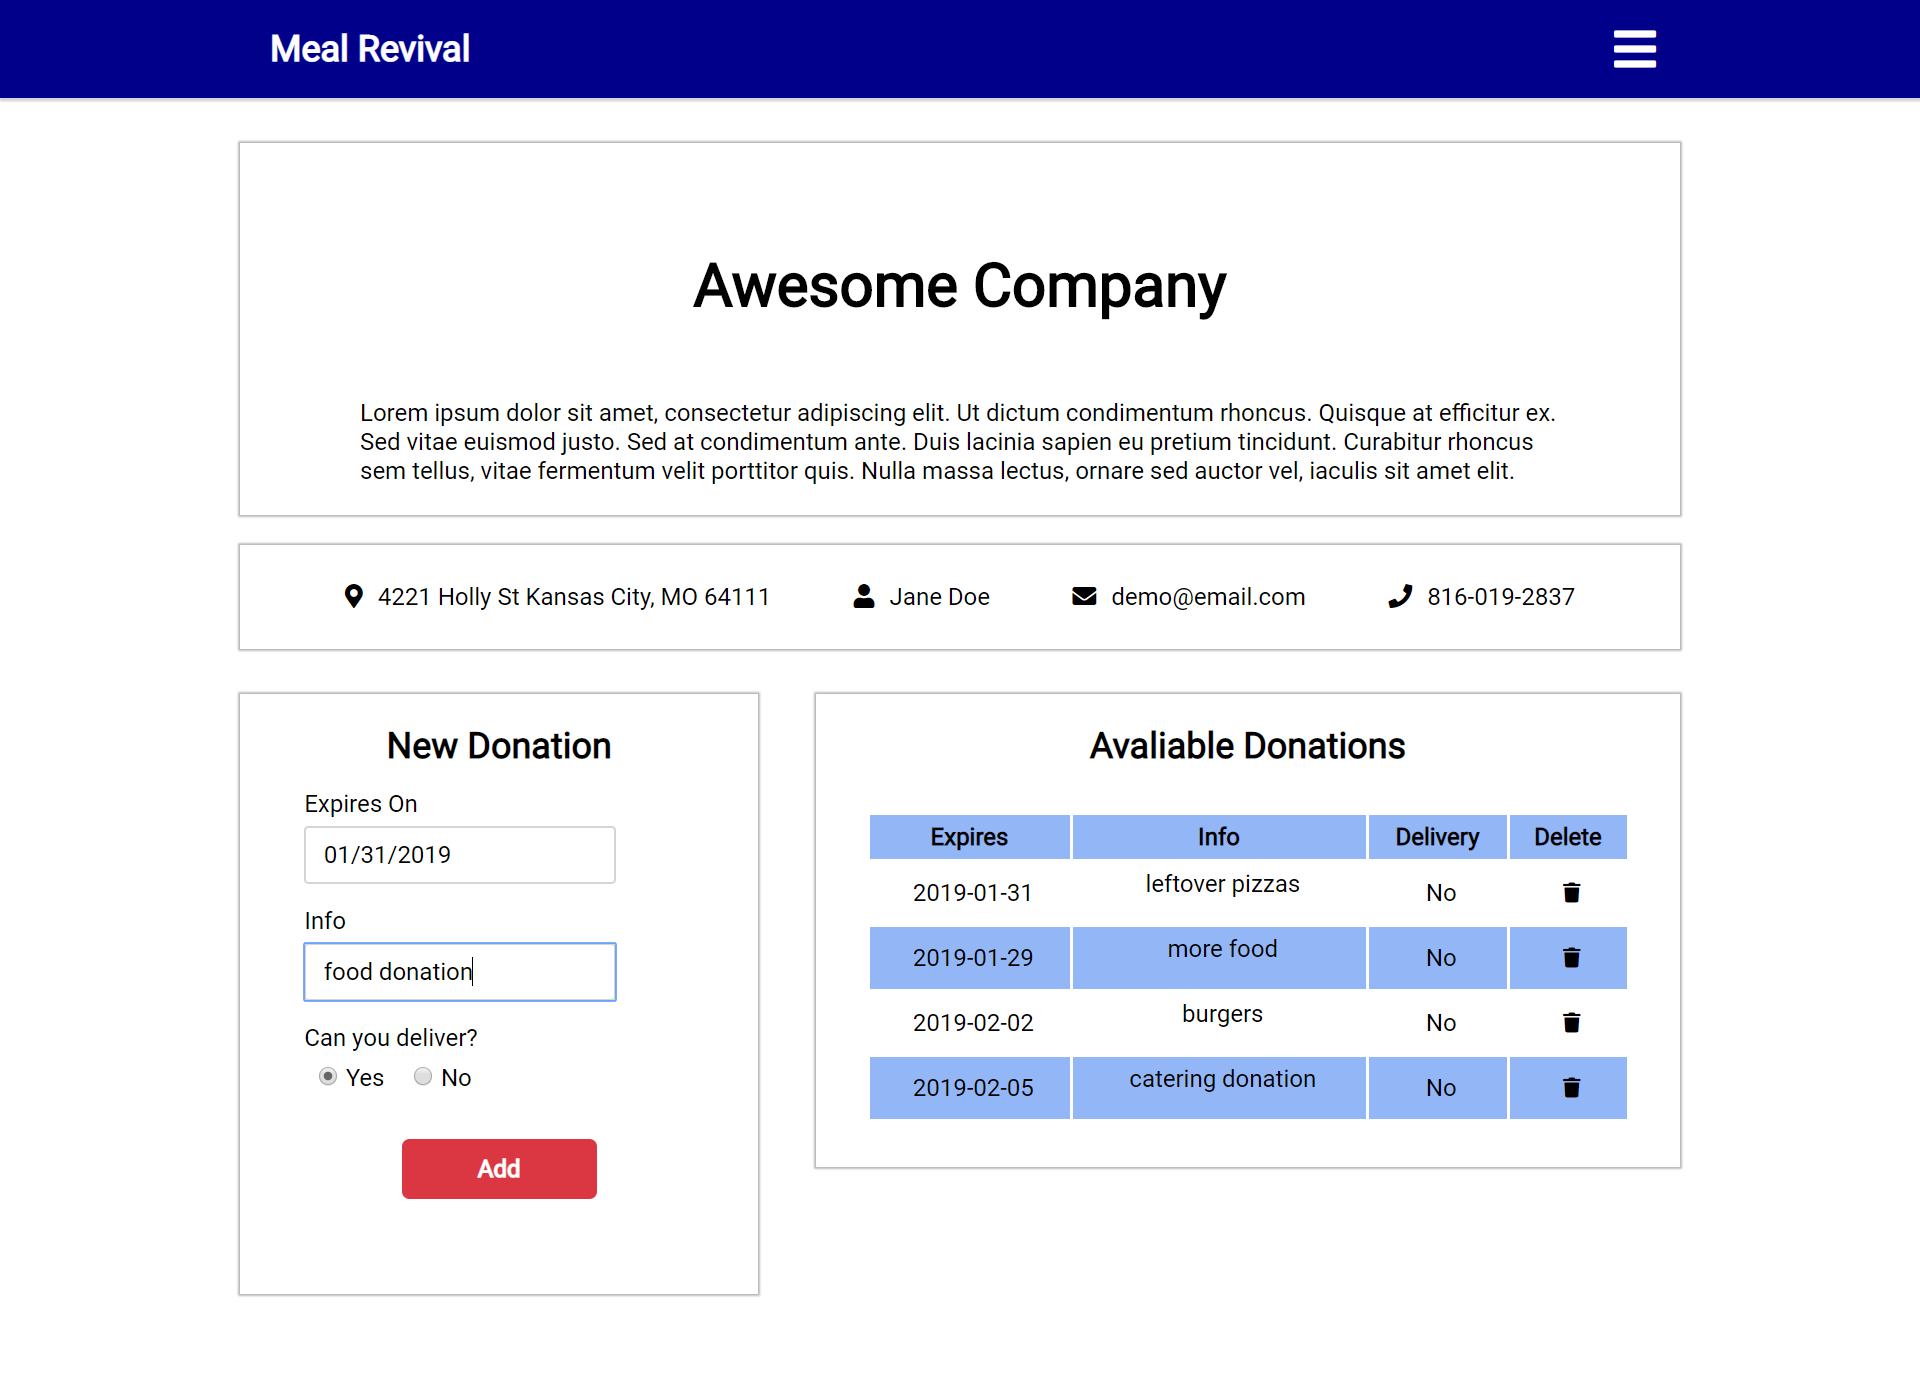 Meal Revival
Awesome Company
Lorem ipsum dolor sit amet, consectetur adipiscing elit. Ut dictum condimentum rhoncus. Quisque at efficitur ex.
Sed vitae euismod justo. Sed at condimentum ante. Duis lacinia sapien eu pretium tincidunt. Curabitur rhoncus
sem tellus, vitae fermentum velit porttitor quis. Nulla massa lectus, ornare sed auctor vel, iaculis sit amet elit.
4221 Holly St Kansas City, MO 64111 Jane Doe demo@email.com 816-019-2837
New Donation
Expires On
01/31/2019
Info
food donation
Can you deliver?
Yes No
Add
Avaliable Donations
Expires Info Delivery Delete
2019-01-31 leftover pizzas No
2019-01-29 more food No
2019-02-02 burgers No
2019-02-05 catering donation No